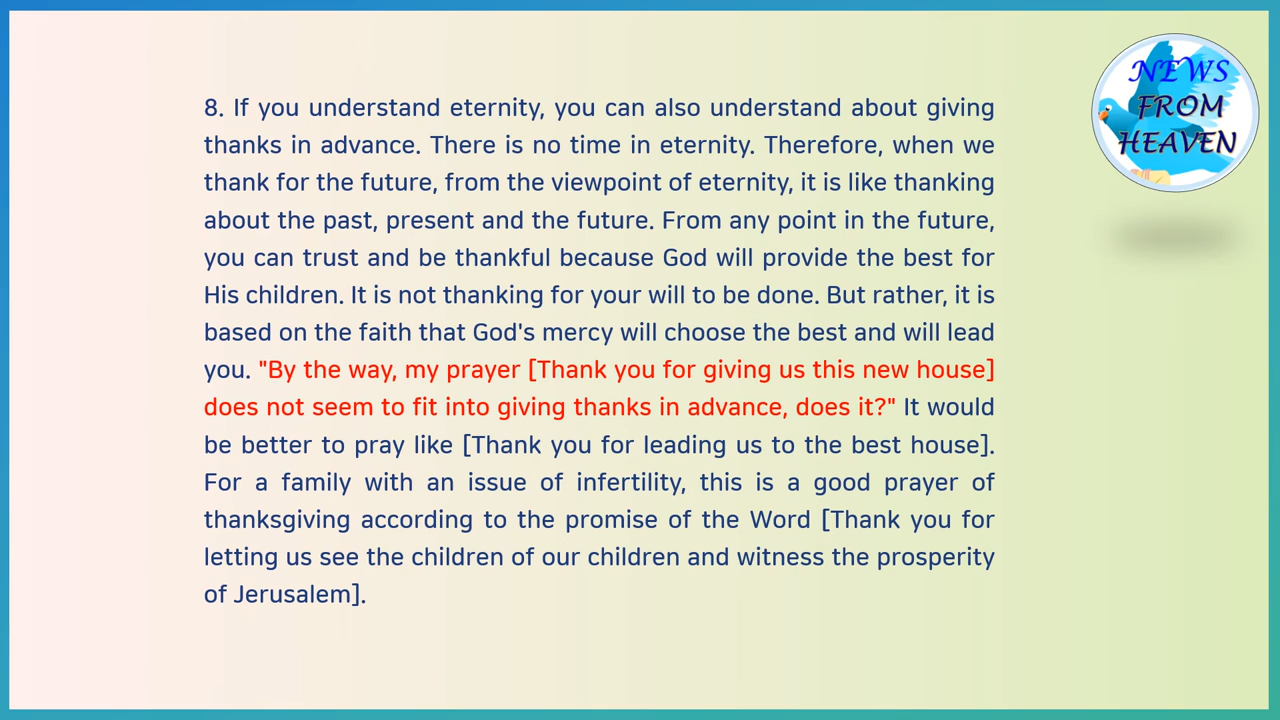 NEWS
FROM
HEAVEN
8. If you understand eternity, you can also understand about giving
thanks in advance. There is no time in eternity. Therefore, when we
thank for the future, from the viewpoint of eternity, it is like thanking
about the past, present and the future. From any point in the future,
you can trust and be thankful because God will provide the best for
His children. It is not thanking for your will to be done. But rather, it is
based on the faith that God's mercy will choose the best and will lead
you. "By the way, my prayer [Thank you for giving us this new house]
does not seem to fit into giving thanks in advance, does it?" It would
be better to pray like [Thank you for leading us to the best house].
For a family with an issue of infertility, this is a good prayer of
thanksgiving according to the promise of the Word [Thank you for
letting us see the children of our children and witness the prosperity
of Jerusalem].